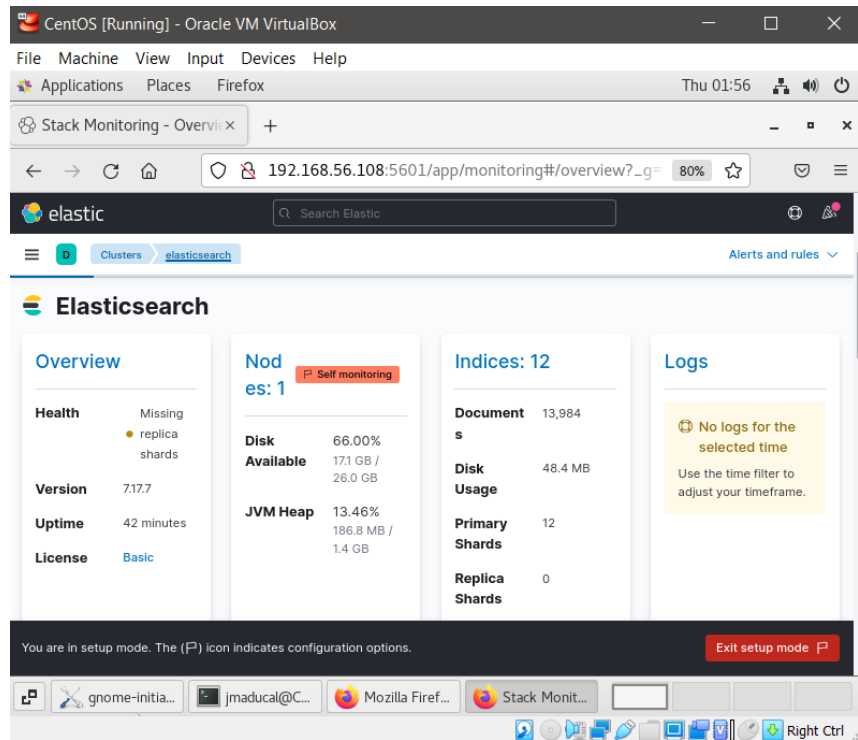 CentOS [Running] - Oracle VM VirtualBox
File Machine View Input Devices Help
Applications Places Firefox Thu 01:56
Stack Monitoring - Overvie
192.168.56.108:5601/app/monitoring#/overview?_g= 80%
elastic Search Elastic
D Clusters elasticsearch Alerts and rules
Elasticsearch
Overview
Health Missing
replica
shards
Version 7.17.7
Uptime 42 minutes
License Basic
Nod
es: 1
Self monitoring
Disk
Available
66.00%
17.1 GB /
26.0 GB
JVM Heap 13.46%
186.8 MB /
1.4 GB
Indices: 12
Document
s
13,984
Disk
Usage
48.4 MB
Primary
Shards
12
Replica
Shards
0
Logs
No logs for the
selected time
Use the time filter to
adjust your timeframe.
You are in setup mode. The ( ) icon indicates configuration options. Exit setup mode
gnome-initia... jmaducal@C... Mozilla Firef... Stack Monit...
Right Ctrl